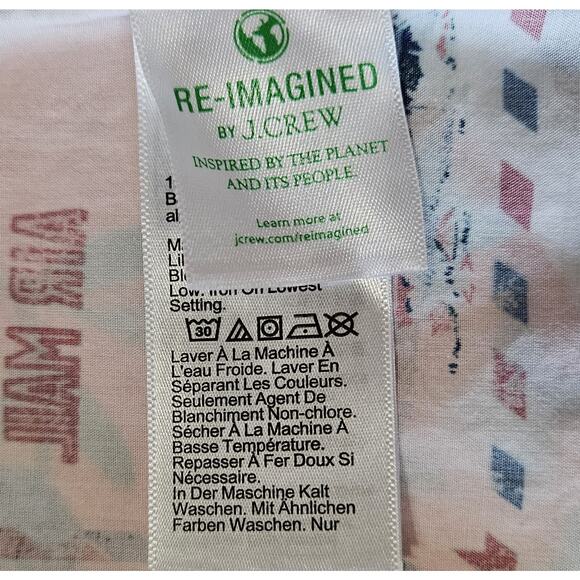 RE-IMAGINED
BY J.CREW
INSPIRED BY THE PLANET
AND ITS PEOPLE.
Learn more at
jcrew.com/reimagined
1
B
al
M
Lil
Low. Iron On Lowest
Setting.
30
Laver À La Machine À
L'eau Froide. Laver En
Séparant Les Couleurs.
Seulement Agent De
Blanchiment Non-chlore.
Sécher À La Machine À
Basse Température.
Repasser À Fer Doux Si
Nécessaire.
In Der Maschine Kalt
Waschen. Mit Ähnlichen
Farben Waschen. Nur
AIR MAIL